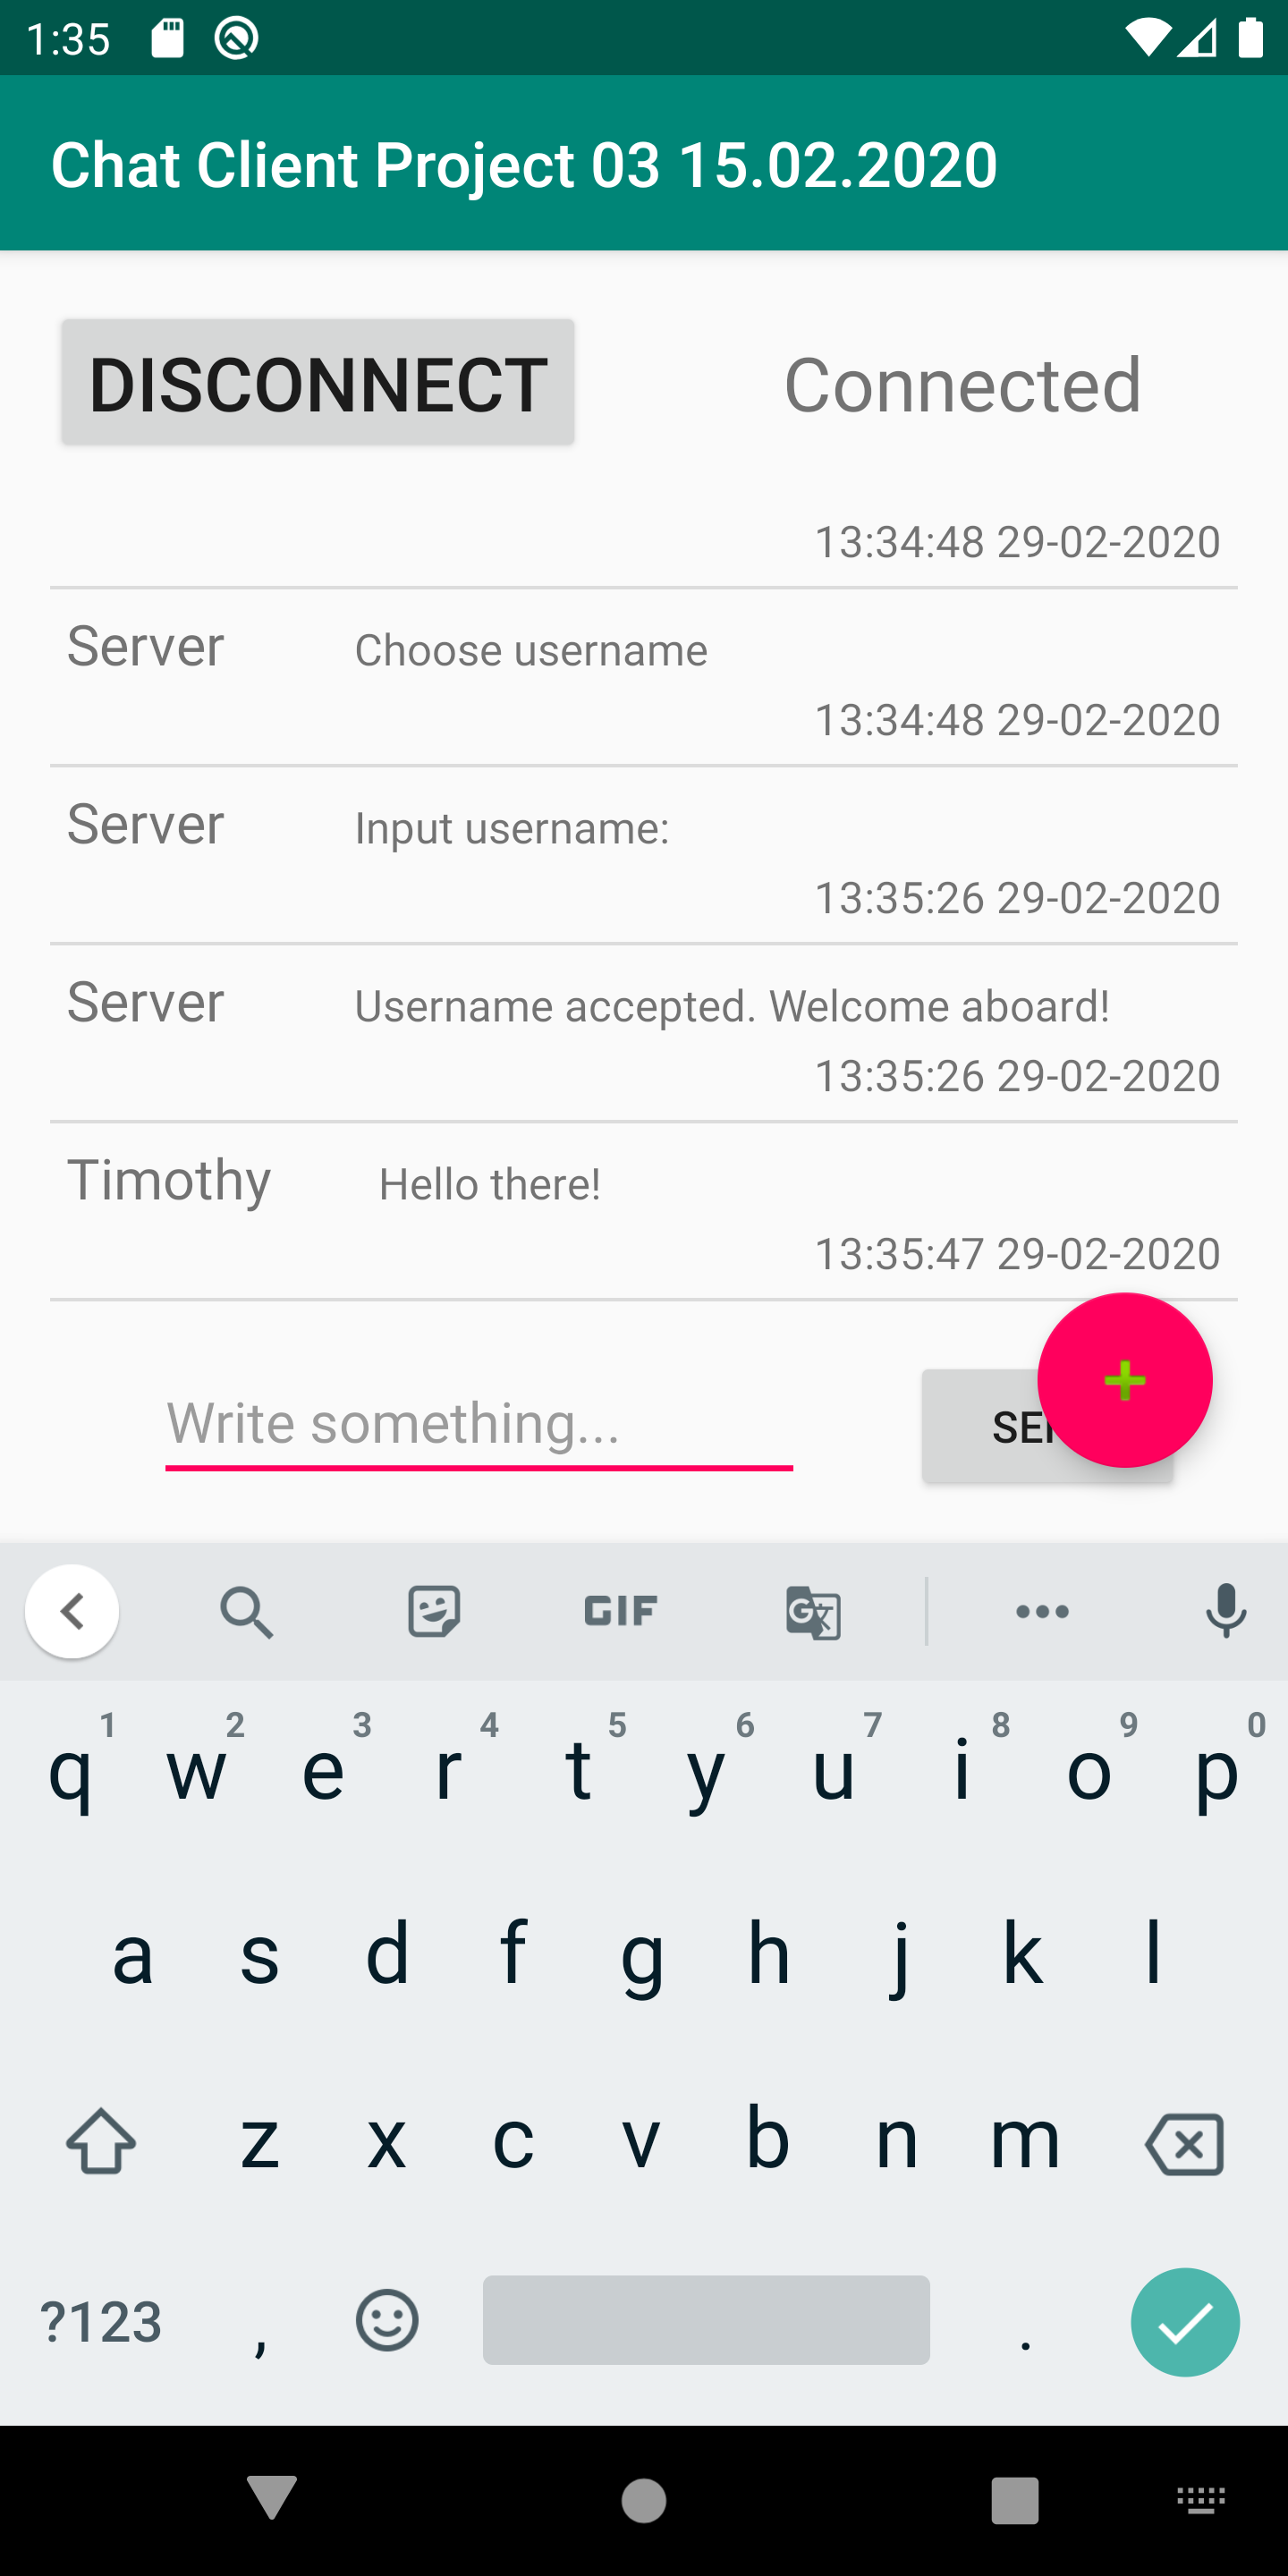 1:35
Chat Client Project 03 15.02.2020
DISCONNECT Connected
13:34:48 29-02-2020
Server Choose username
13:34:48 29-02-2020
Server Input username:
13:35:26 29-02-2020
Server Username accepted. Welcome aboard!
13:35:26 29-02-2020
Timothy Hello there!
13:35:47 29-02-2020
Write something...
GIF G
1 2 3 4 5 6 7 8 9 0
q w e r t y u i o p
a s d f g h j k l
z x c v b n m
?123 , .